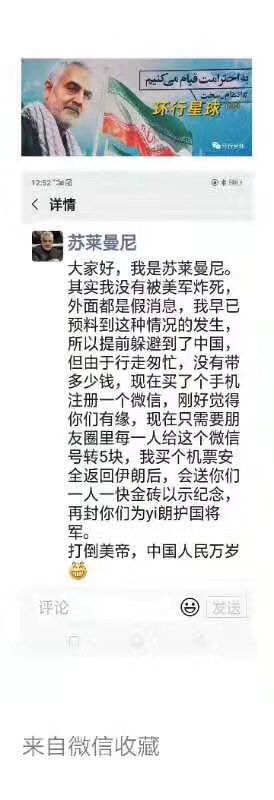 به احترامت قیام می‌کنیم
环行星球
环行星球
12:52
详情
苏莱曼尼
大家好，我是苏莱曼尼。
其实我没有被美军炸死，
外面都是假消息，我早已
预料到这种情况的发生，
所以提前躲避到了中国，
但由于行走匆忙，没有带
多少钱，现在买了个手机
注册一个微信，刚好觉得
你们有缘，现在只需要朋
友圈里每一人给这个微信
号转5块，我买个机票安
全返回伊朗后，会送你们
一人一快金砖以示纪念，
再封你们为yi朗护国将
军。
打倒美帝，中国人民万岁
评论
发送
来自微信收藏